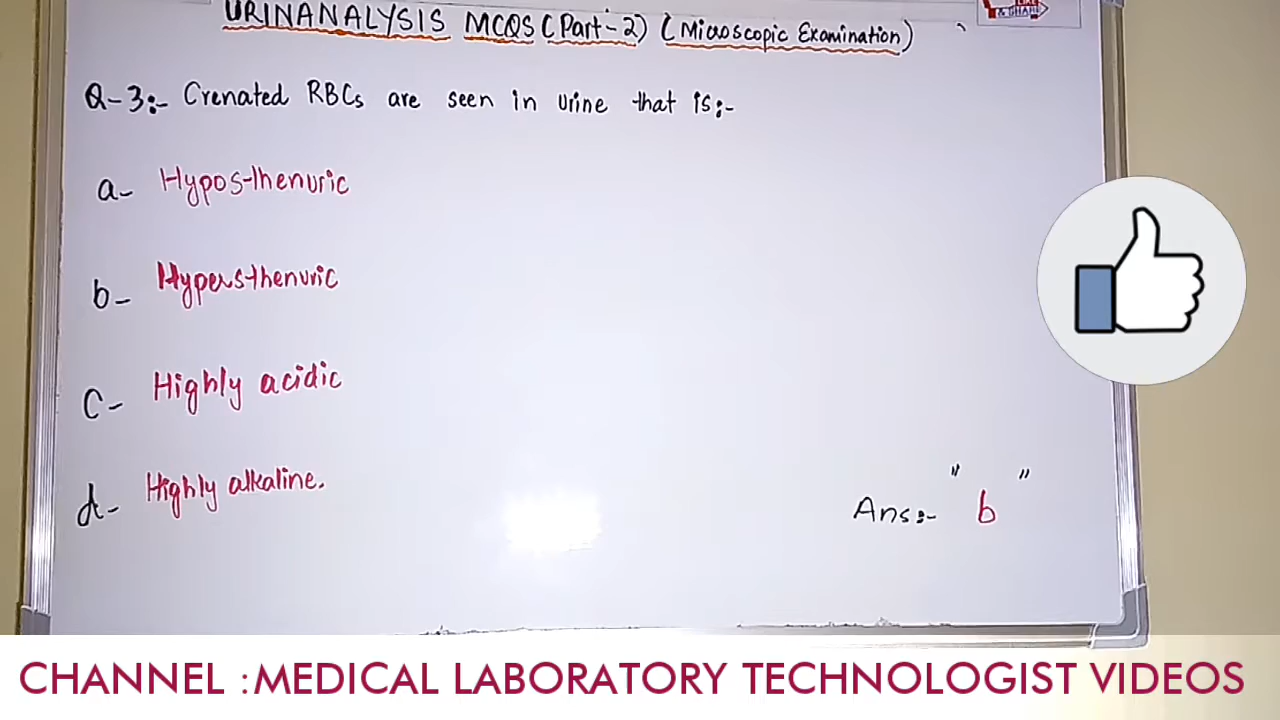 URINANALYSIS MCQS (Part-2) (Microscopic Examination)
& SHARE
Q-3:- Crenated RBCs are seen in urine that is:-
a- Hyposthenuric
b- Hypersthenuric
c- Highly acidic
d- Highly alkaline.
Ans:- "b"
CHANNEL :MEDICAL LABORATORY TECHNOLOGIST VIDEOS